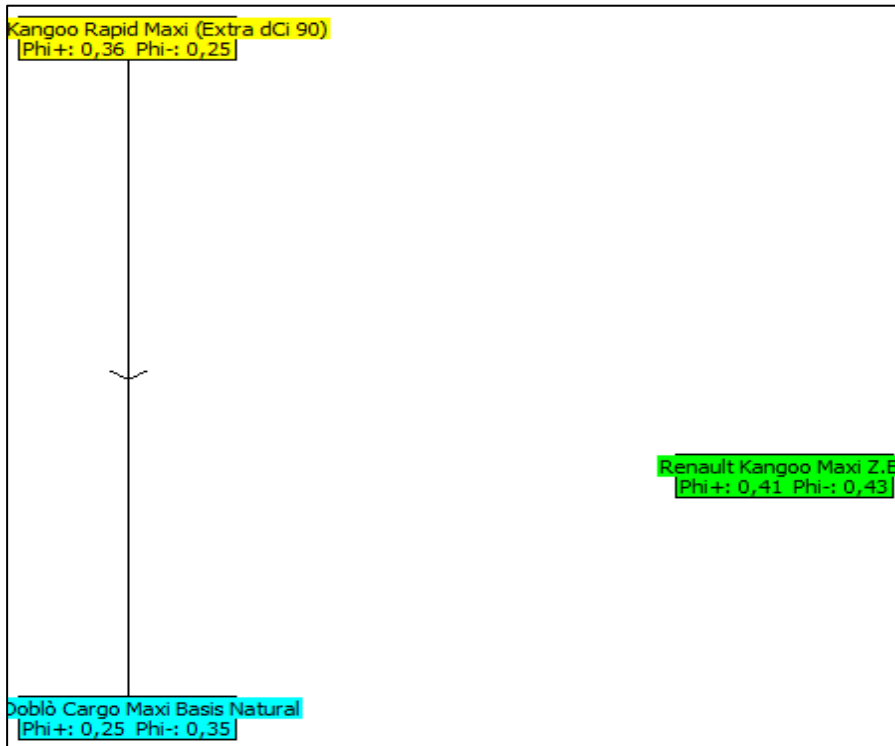 Kangoo Rapid Maxi (Extra dCi 90)
Phi+: 0,36 Phi-: 0,25
Renault Kangoo Maxi Z.E
Phi+: 0,41 Phi-: 0,43
Doblò Cargo Maxi Basis Natural
Phi+: 0,25 Phi-: 0,35